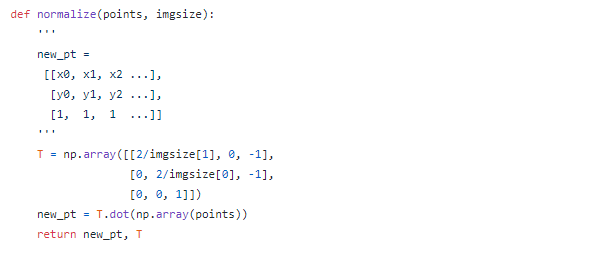 def normalize(points, imgsize):
    '''
    new_pt =
     [[x0, x1, x2 ...],
      [y0, y1, y2 ...],
      [1,  1,  1  ...]]
    '''
    T = np.array([[2/imgsize[1], 0, -1],
                  [0, 2/imgsize[0], -1],
                  [0, 0, 1]])
    new_pt = T.dot(np.array(points))
    return new_pt, T